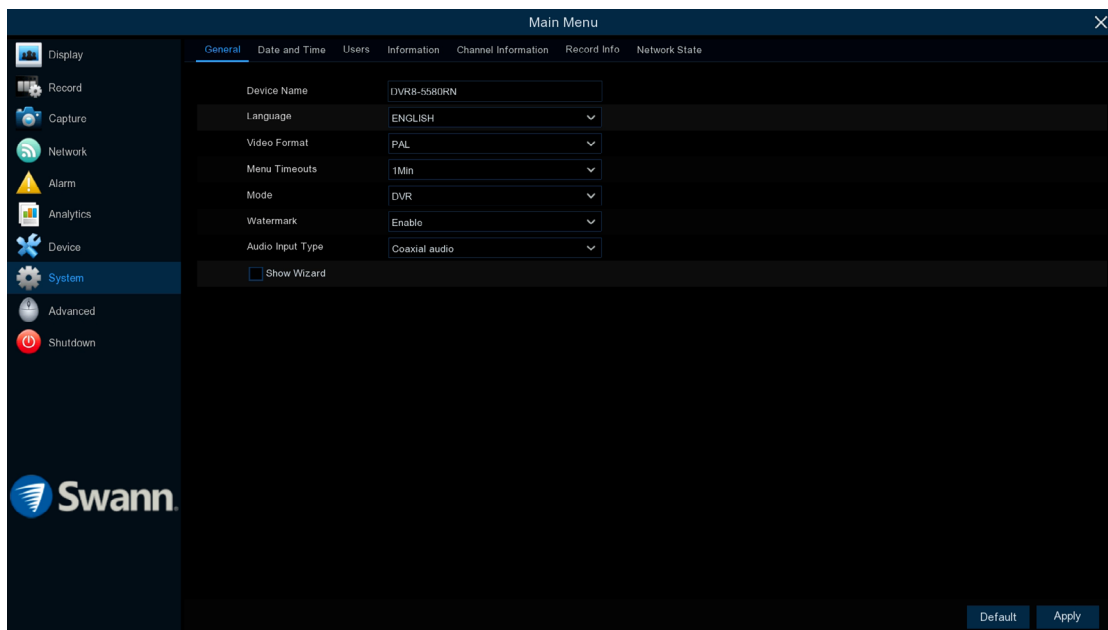 Main Menu
Display
Record
Capture
Network
Alarm
Analytics
Device
System
Advanced
Shutdown
Swann
General Date and Time Users Information Channel Information Record Info Network State
Device Name DVR8-5580RN
Language ENGLISH
Video Format PAL
Menu Timeouts 1Min
Mode DVR
Watermark Enable
Audio Input Type Coaxial audio
Show Wizard
Default Apply